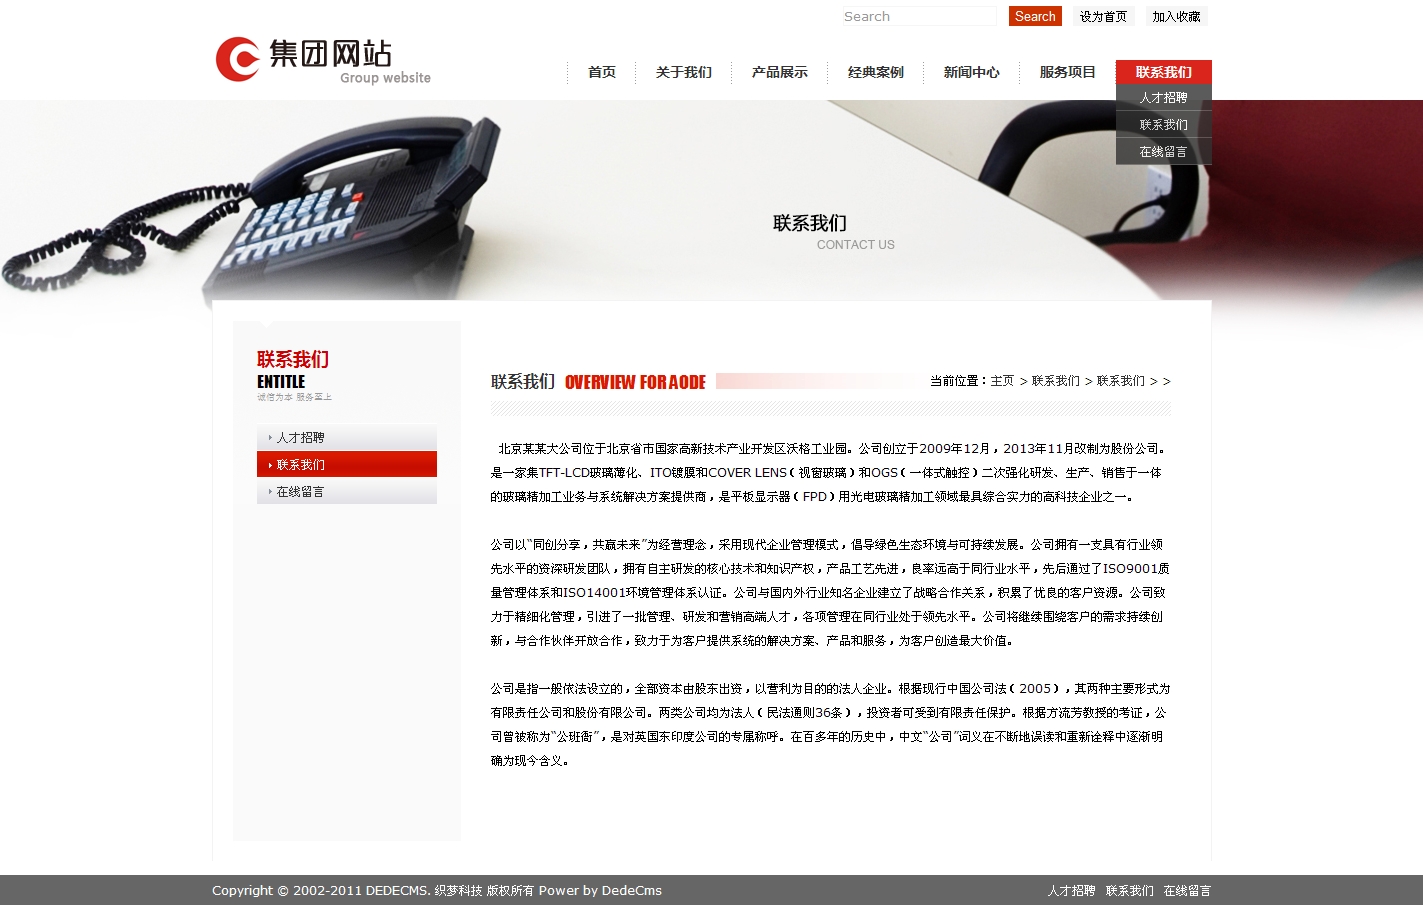 Search
Search 设为首页 加入收藏
集团网站
Group website
首页 关于我们 产品展示 经典案例 新闻中心 服务项目 联系我们
人才招聘
联系我们
在线留言
联系我们
CONTACT US
联系我们
ENTITLE
诚信为本 服务至上
人才招聘
联系我们
在线留言
联系我们 OVERVIEW FOR AODE 当前位置：主页 > 联系我们 > 联系我们 > >
北京某某大公司位于北京省市国家高新技术产业开发区沃格工业园。公司创立于2009年12月，2013年11月改制为股份公司。
是一家集TFT-LCD玻璃薄化、ITO镀膜和COVER LENS（视窗玻璃）和OGS（一体式触控）二次强化研发、生产、销售于一体
的玻璃精加工业务与系统解决方案提供商，是平板显示器（FPD）用光电玻璃精加工领域最具综合实力的高科技企业之一。
公司以“同创分享，共赢未来”为经营理念，采用现代企业管理模式，倡导绿色生态环境与可持续发展。公司拥有一支具有行业领
先水平的资深研发团队，拥有自主研发的核心技术和知识产权，产品工艺先进，良率远高于同行业水平，先后通过了ISO9001质
量管理体系和ISO14001环境管理体系认证。公司与国内外行业知名企业建立了战略合作关系，积累了优良的客户资源。公司致
力于精细化管理，引进了一批管理、研发和营销高端人才，各项管理在同行业处于领先水平。公司将继续围绕客户的需求持续创
新，与合作伙伴开放合作，致力于为客户提供系统的解决方案、产品和服务，为客户创造最大价值。
公司是指一般依法设立的，全部资本由股东出资，以营利为目的的法人企业。根据现行中国公司法（2005），其两种主要形式为
有限责任公司和股份有限公司。两类公司均为法人（民法通则36条），投资者可受到有限责任保护。根据方流芳教授的考证，公
司曾被称为“公班衙”，是对英国东印度公司的专属称呼。在百多年的历史中，中文“公司”词义在不断地误读和重新诠释中逐渐明
确为现今含义。
Copyright © 2002-2011 DEDECMS. 织梦科技 版权所有 Power by DedeCms 人才招聘 联系我们 在线留言